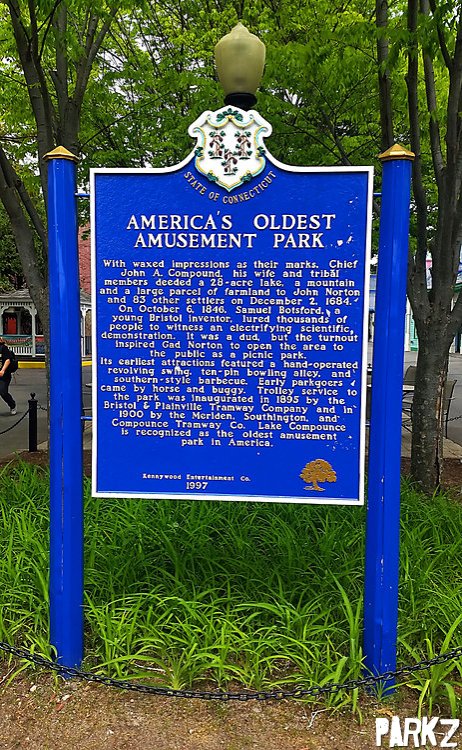 STATE OF CONNECTICUT
AMERICA'S OLDEST
AMUSEMENT PARK
With waxed impressions as their marks, Chief
John A. Compound, his wife and tribal
members deeded a 28-acre lake, a mountain
and a large parcel of farmland to John Norton
and 83 other settlers on December 2, 1684.
On October 6, 1846, Samuel Botsford, a
young Bristol inventor, lured thousands of
people to witness an electrifying scientific
demonstration. It was a dud, but the turnout
inspired Gad Norton to open the area to
the public as a picnic park.
Its earliest attractions featured a hand-operated
revolving swing, ten-pin bowling alley, and
southern-style barbecue. Early parkgoers
came by horse and buggy. Trolley service to
the park was inaugurated in 1895 by the
Bristol & Plainville Tramway Company and in
1900 by the Meriden, Southington, and
Compounce Tramway Co. Lake Compounce
is recognized as the oldest amusement
park in America.
Kennywood Entertainment Co.
1997
PARKZ